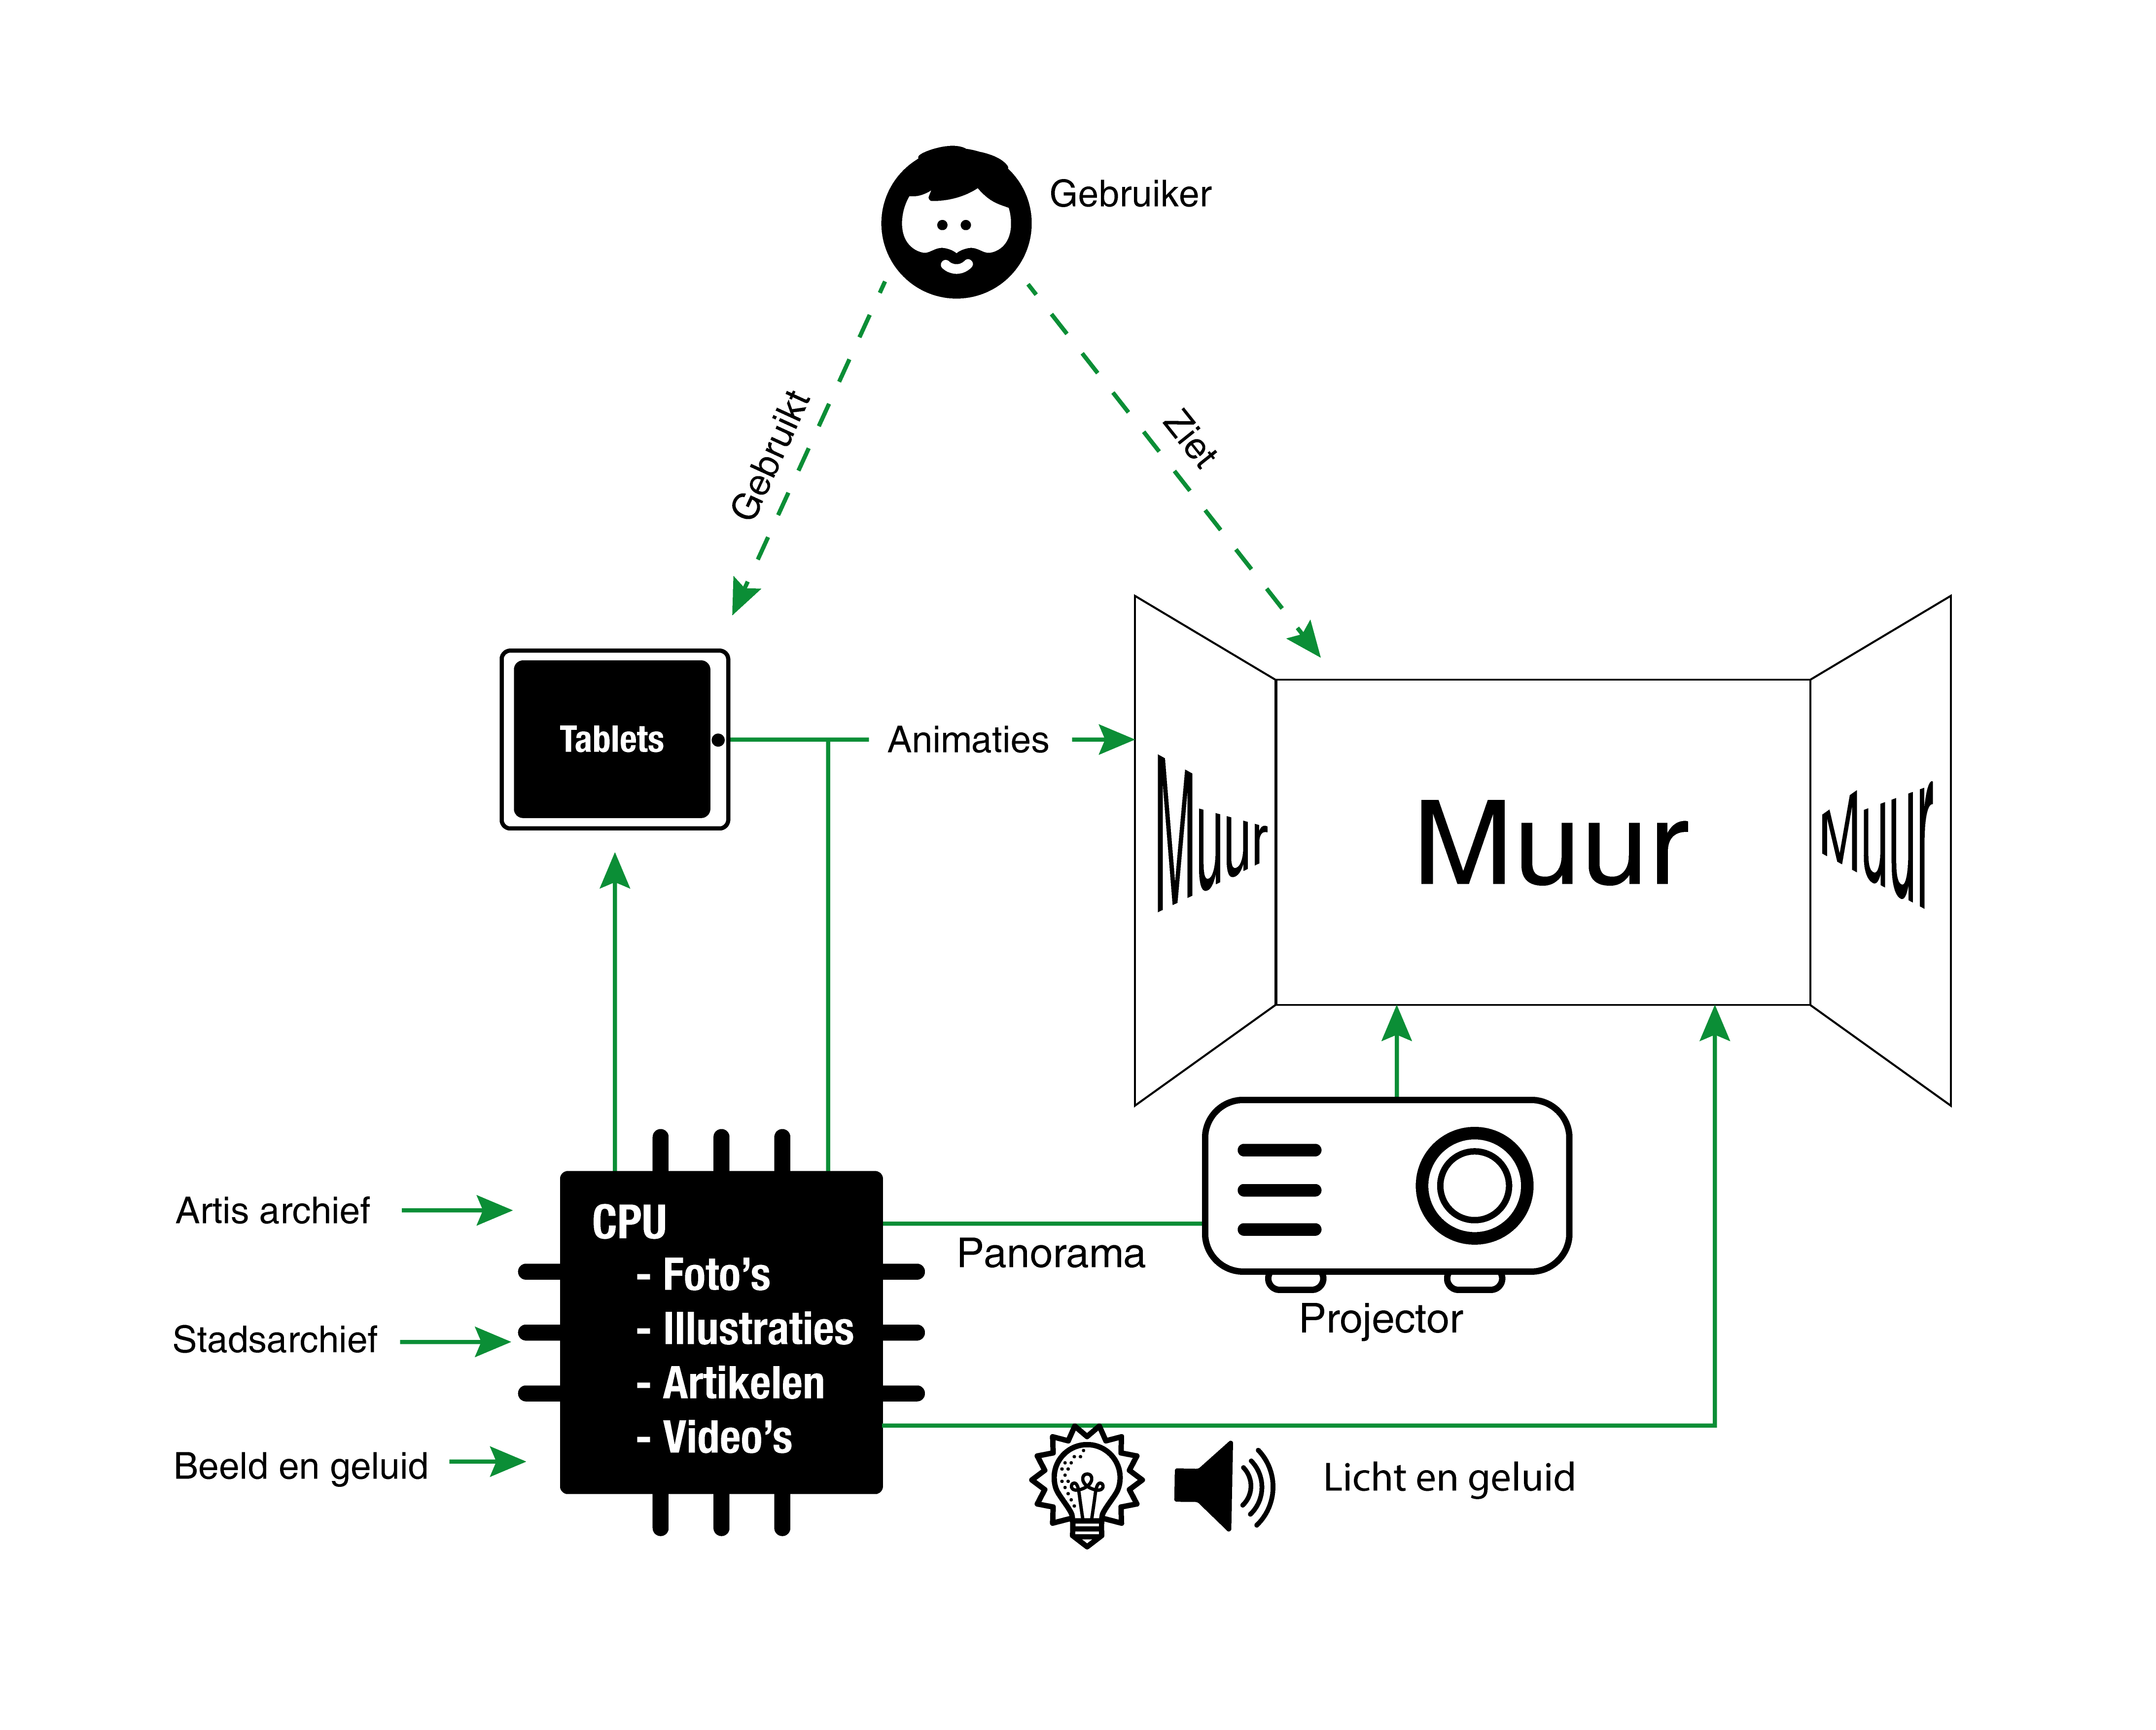 Gebruiker
Gebruikt
Ziet
Tablets
Animaties
Muur
Muur
Muur
Artis archief
Stadsarchief
Beeld en geluid
CPU
- Foto’s
- Illustraties
- Artikelen
- Video’s
Panorama
Projector
Licht en geluid